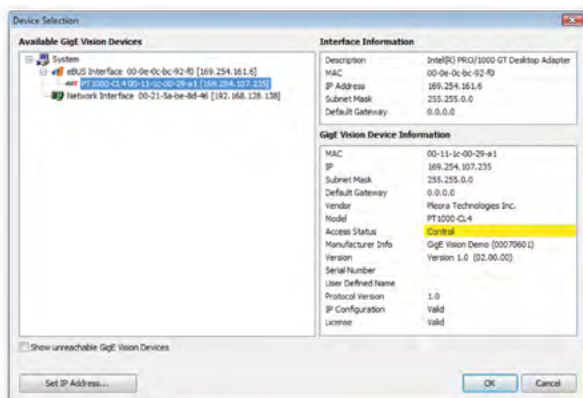 Device Selection
Available GigE Vision Devices
System
eBUS Interface 00-0e-0c-bc-92-f0 [169.254.161.6]
PT1000-CL4 00-11-1c-00-29-a1 [169.254.107.235]
Network Interface 00-21-5a-be-8d-46 [192.168.128.138]
Show unreachable GigE Vision Devices
Set IP Address...
Interface Information
Description Intel(R) PRO/1000 GT Desktop Adapter
MAC 00-0e-0c-bc-92-f0
IP Address 169.254.161.6
Subnet Mask 255.255.0.0
Default Gateway 0.0.0.0
GigE Vision Device Information
MAC 00-11-1c-00-29-a1
IP 169.254.107.235
Subnet Mask 255.255.0.0
Default Gateway 0.0.0.0
Vendor Pleora Technologies Inc.
Model PT1000-CL4
Access Status Control
Manufacturer Info GigE Vision Demo (00070601)
Version Version 1.0 (02.00.00)
Serial Number
User Defined Name
Protocol Version 1.0
IP Configuration Valid
License Valid
OK Cancel